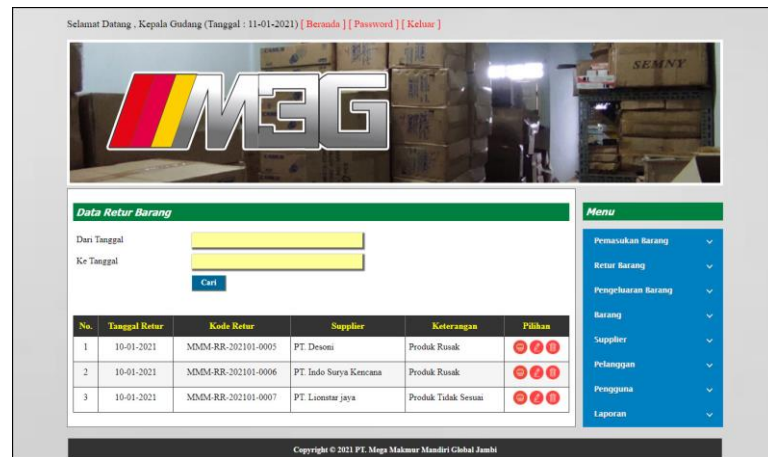 Selamat Datang , Kepala Gudang (Tanggal : 11-01-2021) [ Beranda ] [ Password ] [ Keluar ]
M3G
SEMNY
Data Retur Barang
Dari Tanggal
Ke Tanggal
Cari
No. Tanggal Retur Kode Retur Supplier Keterangan Pilihan
1 10-01-2021 MMM-RR-202101-0005 PT. Desoni Produk Rusak
2 10-01-2021 MMM-RR-202101-0006 PT. Indo Surya Kencana Produk Rusak
3 10-01-2021 MMM-RR-202101-0007 PT. Lionstar jaya Produk Tidak Sesuai
Menu
Pemasukan Barang
Retur Barang
Pengeluaran Barang
Barang
Supplier
Pelanggan
Pengguna
Laporan
Copyright © 2021 PT. Mega Makmur Mandiri Global Jambi